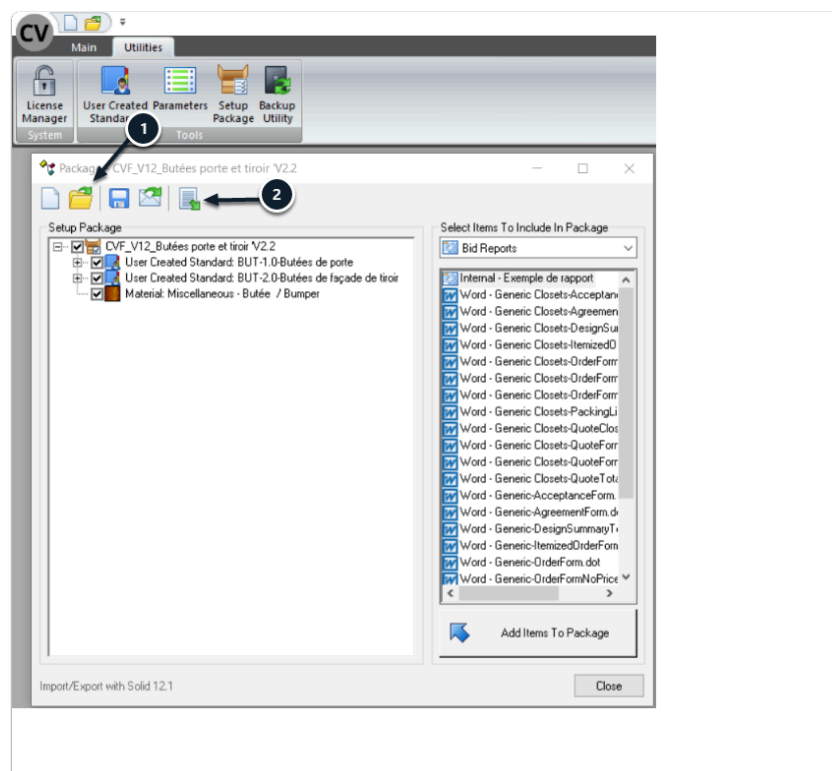 CV
Main Utilities
License Manager
User Created Standar
Parameters
Setup Package
Backup Utility
System
Tools
1
Packag CVF_V12_Butées porte et tiroir 'V2.2
2
Setup Package
CVF_V12_Butées porte et tiroir 'V2.2
User Created Standard: BUT-1.0-Butées de porte
User Created Standard: BUT-2.0-Butées de façade de tiroir
Material: Miscellaneous - Butée / Bumper
Select Items To Include In Package
Bid Reports
Internal - Exemple de rapport
Word - Generic Closets-Acceptan
Word - Generic Closets-Agreemen
Word - Generic Closets-DesignSu
Word - Generic Closets-ItemizedO
Word - Generic Closets-OrderForm
Word - Generic Closets-OrderForm
Word - Generic Closets-OrderForm
Word - Generic Closets-PackingLi
Word - Generic Closets-QuoteClos
Word - Generic Closets-QuoteForm
Word - Generic Closets-QuoteForm
Word - Generic Closets-QuoteTota
Word - Generic-AcceptanceForm.
Word - Generic-AgreementForm.d
Word - Generic-DesignSummaryT
Word - Generic-ItemizedOrderForm
Word - Generic-OrderForm.dot
Word - Generic-OrderFormNoPrice
Add Items To Package
Import/Export with Solid 12.1
Close